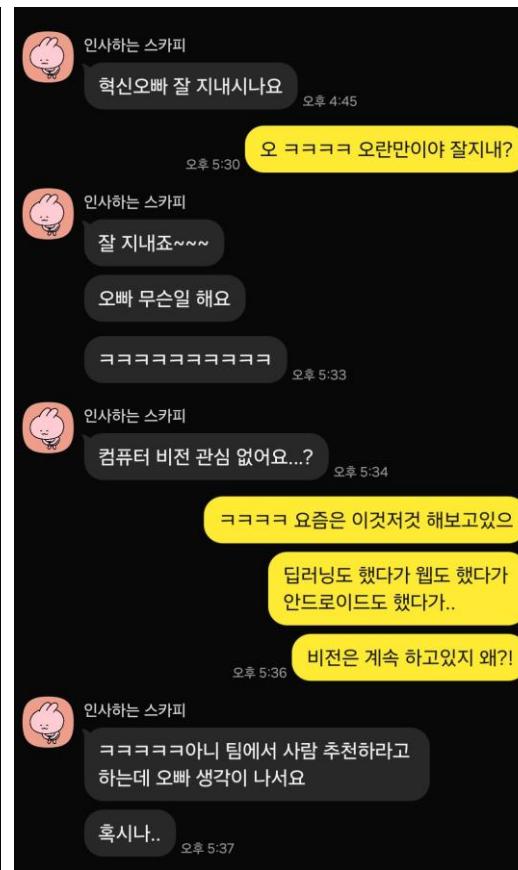 인사하는 스카피
혁신오빠 잘 지내시나요
오후 4:45
오 ㅋㅋㅋㅋ 오란만이야 잘지내?
오후 5:30
인사하는 스카피
잘 지내죠~~~
오빠 무슨일 해요
ㅋㅋㅋㅋㅋㅋㅋㅋㅋㅋ
오후 5:33
인사하는 스카피
컴퓨터 비전 관심 없어요...?
오후 5:34
ㅋㅋㅋㅋ 요즘은 이것저것 해보고있으
딥러닝도 했다가 웹도 했다가
안드로이드도 했다가..
비전은 계속 하고있지 왜?!
오후 5:36
인사하는 스카피
ㅋㅋㅋㅋㅋ아니 팀에서 사람 추천하라고
하는데 오빠 생각이 나서요
혹시나..
오후 5:37